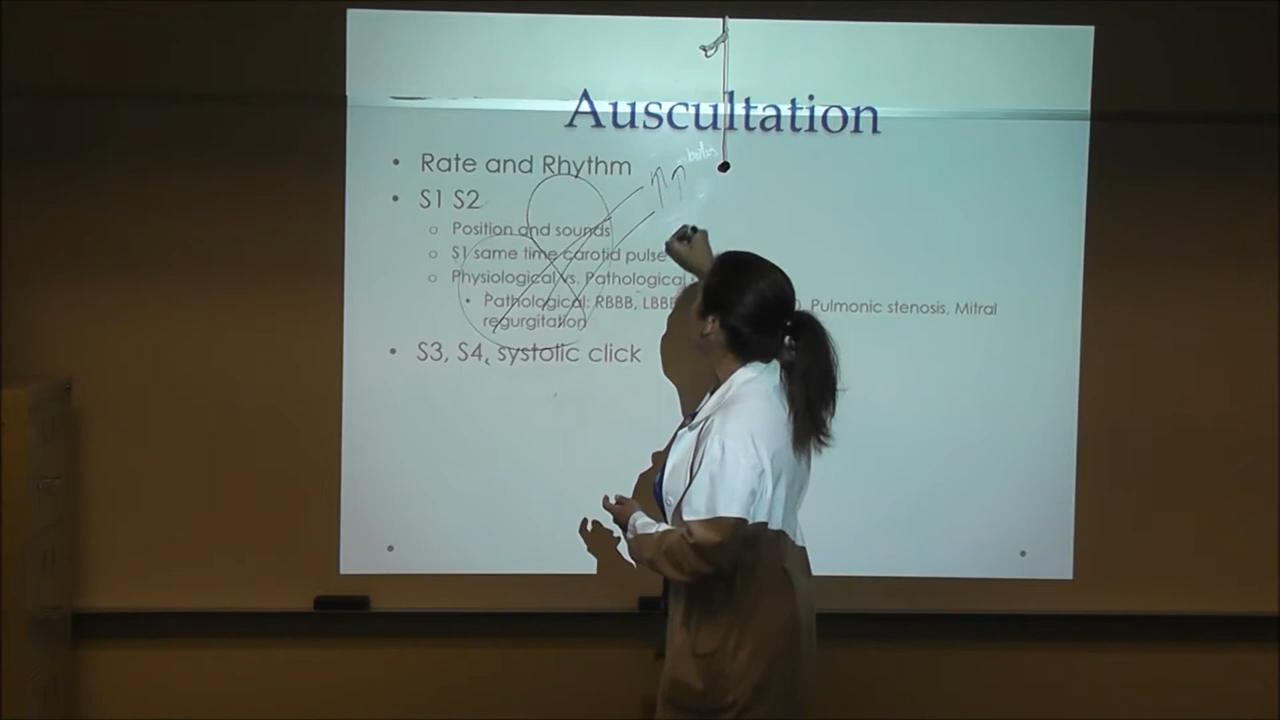 Auscultation
• Rate and Rhythm
• S1 S2
o Position and sounds
o S1 same time carotid pulse
o Physiological vs. Pathological
• Pathological: RBBB, LBBB Pulmonic stenosis, Mitral
regurgitation
• S3, S4, systolic click